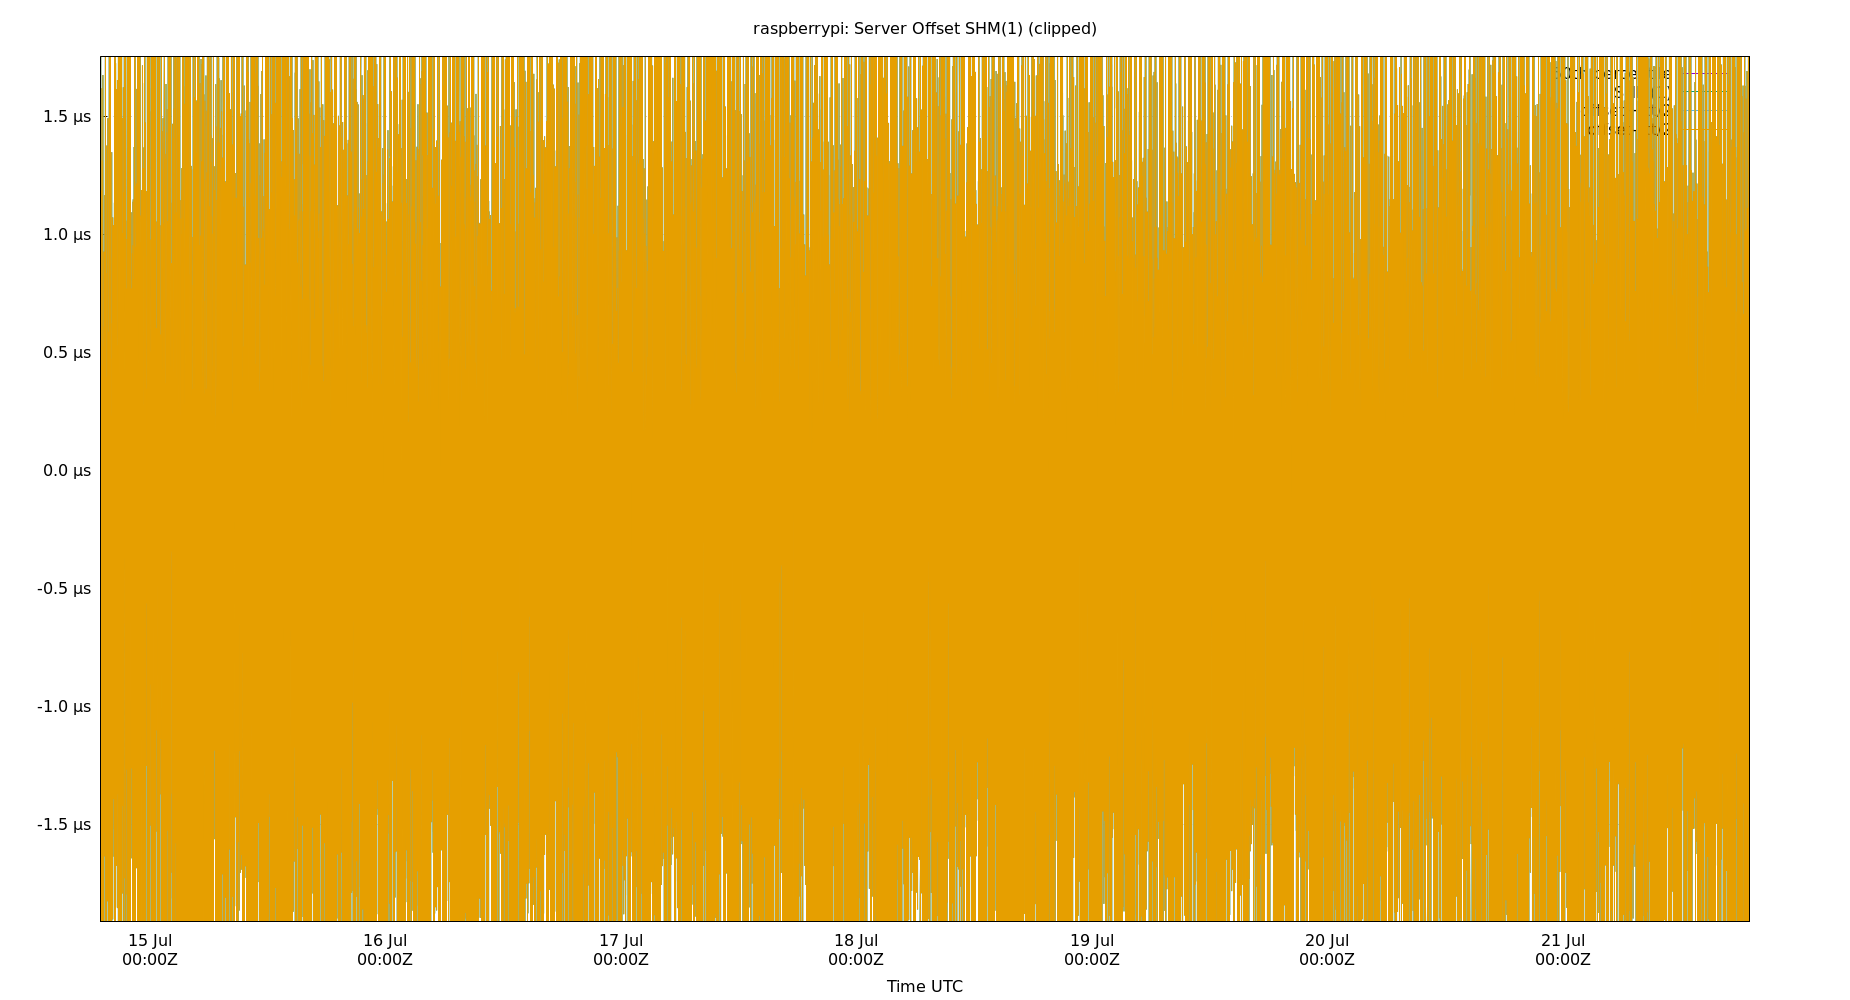 raspberrypi: Server Offset SHM(1) (clipped)
1.5 µs
1.0 µs
0.5 µs
0.0 µs
-0.5 µs
-1.0 µs
-1.5 µs
15 Jul 16 Jul 17 Jul 18 Jul 19 Jul 20 Jul 21 Jul
00:00Z 00:00Z 00:00Z 00:00Z 00:00Z 00:00Z 00:00Z
Time UTC